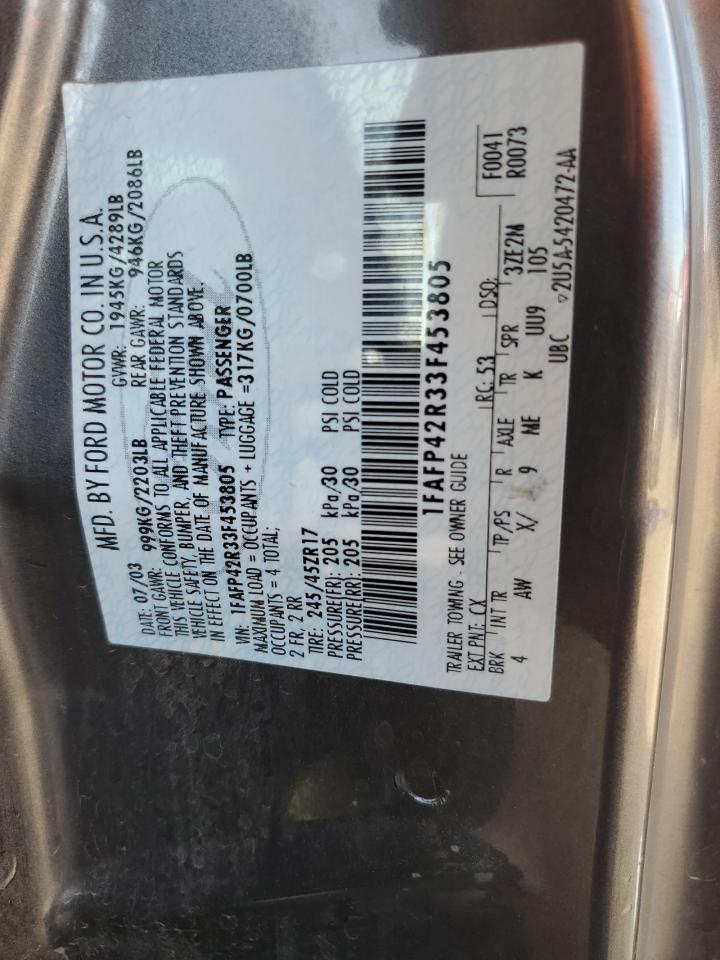 MFD. BY FORD MOTOR CO. IN U.S.A.
DATE: 07/03 GVWR: 1945KG/4289LB
FRONT GAWR: 999KG/2203LB REAR GAWR: 946KG/2086LB
THIS VEHICLE CONFORMS TO ALL APPLICABLE FEDERAL MOTOR
VEHICLE SAFETY, BUMPER, AND THEFT PREVENTION STANDARDS
IN EFFECT ON THE DATE OF MANUFACTURE SHOWN ABOVE.
VIN: 1FAFP42R33F453805 TYPE: PASSENGER
MAXIMUM LOAD = OCCUPANTS + LUGGAGE =317KG/0700LB
OCCUPANTS = 4 TOTAL;
2 FR, 2 RR
TIRE: 245/45ZR17
PRESSURE(FR): 205 kPa/30 PSI COLD
PRESSURE(RR): 205 kPa/30 PSI COLD
1FAFP42R33F453805
TRAILER TOWING - SEE OWNER GUIDE
EXT PNT: CX RC: 53 DSO: F0041
BRK INT TR TP/PS R AXLE TR SPR 3ZE2M R0073
4 AW X/ 9 ME K UU9 105
UBC ▽2U5A-5420472-AA